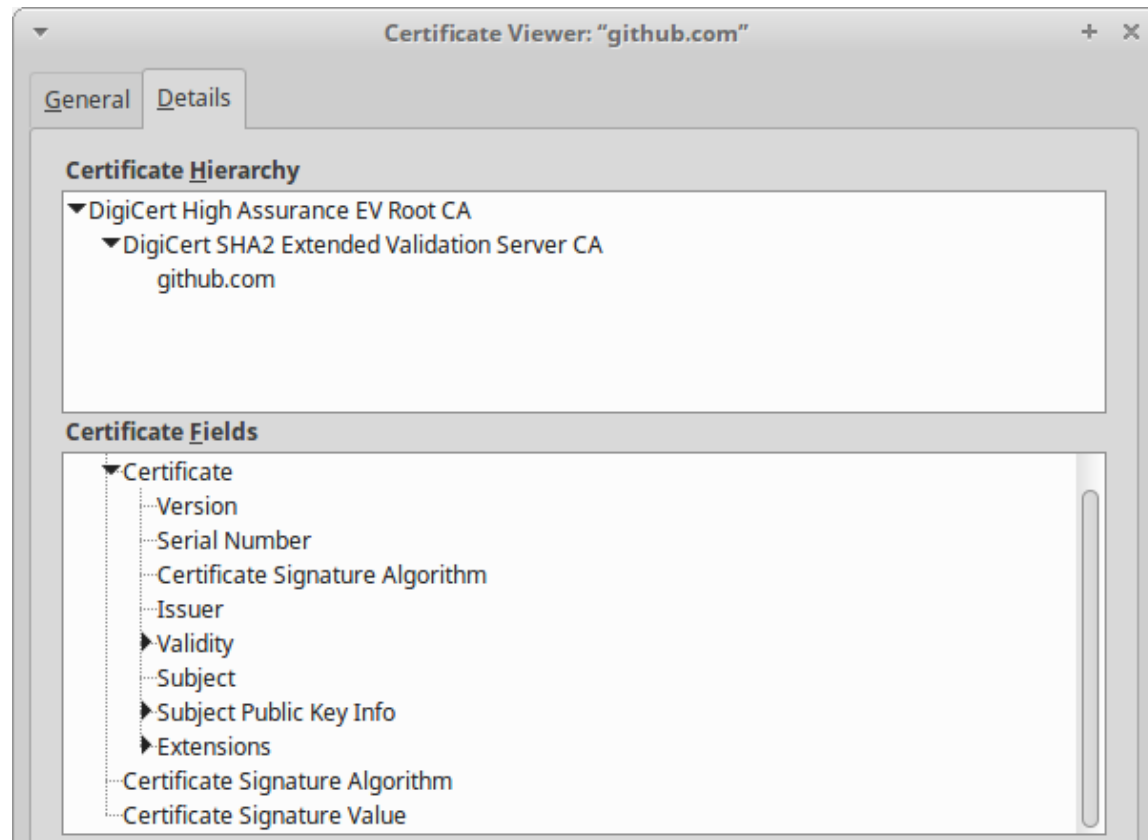 Certificate Viewer: “github.com”
General Details
Certificate Hierarchy
DigiCert High Assurance EV Root CA
DigiCert SHA2 Extended Validation Server CA
github.com
Certificate Fields
Certificate
Version
Serial Number
Certificate Signature Algorithm
Issuer
Validity
Subject
Subject Public Key Info
Extensions
Certificate Signature Algorithm
Certificate Signature Value